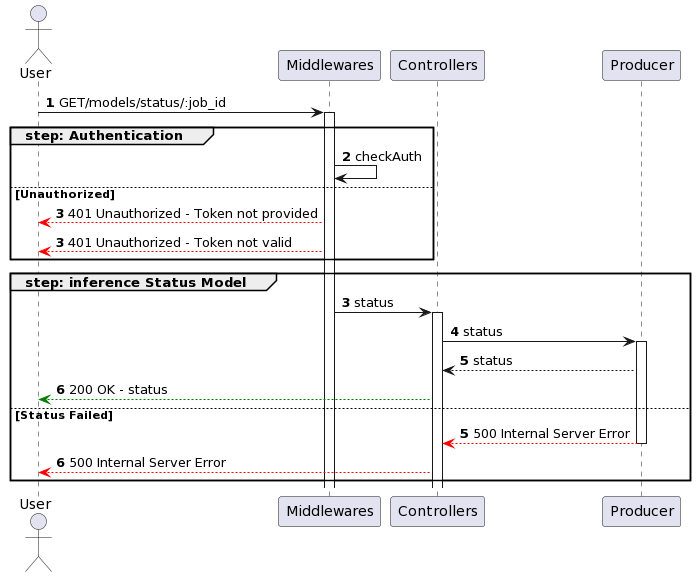 User
Middlewares
Controllers
Producer
1 GET/models/status/:job_id
step: Authentication
2 checkAuth
[Unauthorized]
3 401 Unauthorized - Token not provided
3 401 Unauthorized - Token not valid
step: inference Status Model
3 status
4 status
5 status
6 200 OK - status
[Status Failed]
5 500 Internal Server Error
6 500 Internal Server Error
User
Middlewares
Controllers
Producer